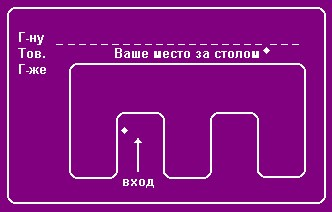 Г-ну
Тов. Ваше место за столом
Г-же
вход